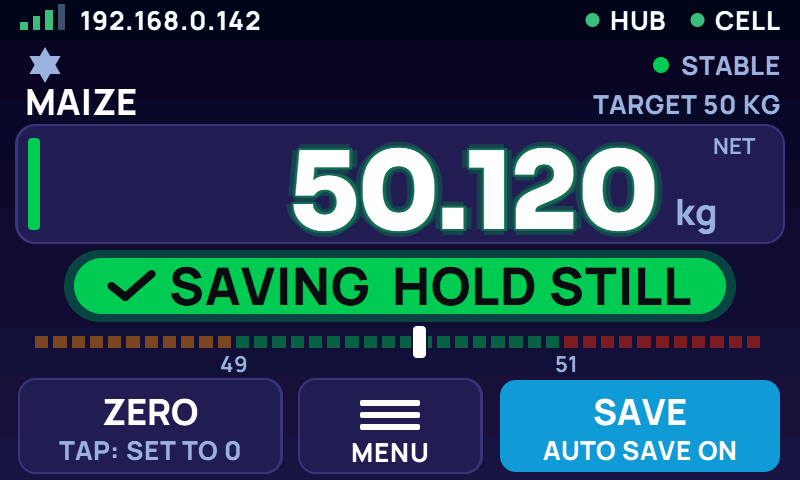 192.168.0.142
HUB
CELL
STABLE
MAIZE
TARGET 50 KG
NET
50.120 kg
SAVING HOLD STILL
49
51
ZERO
TAP: SET TO 0
MENU
SAVE
AUTO SAVE ON